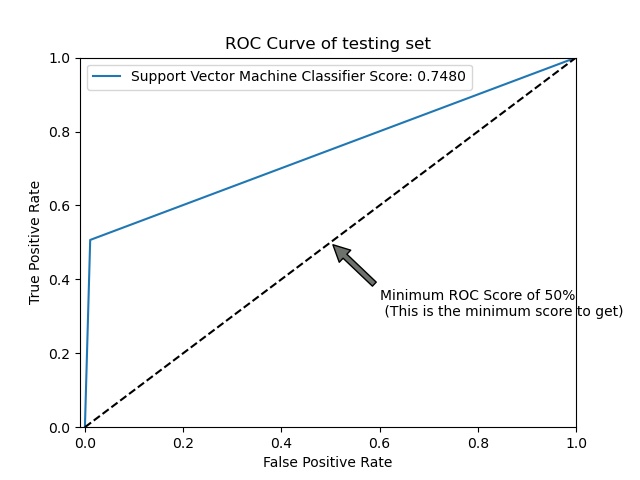 ROC Curve of testing set
Support Vector Machine Classifier Score: 0.7480
True Positive Rate
1.0
0.8
0.6
0.4
0.2
0.0
Minimum ROC Score of 50%
(This is the minimum score to get)
0.0 0.2 0.4 0.6 0.8 1.0
False Positive Rate